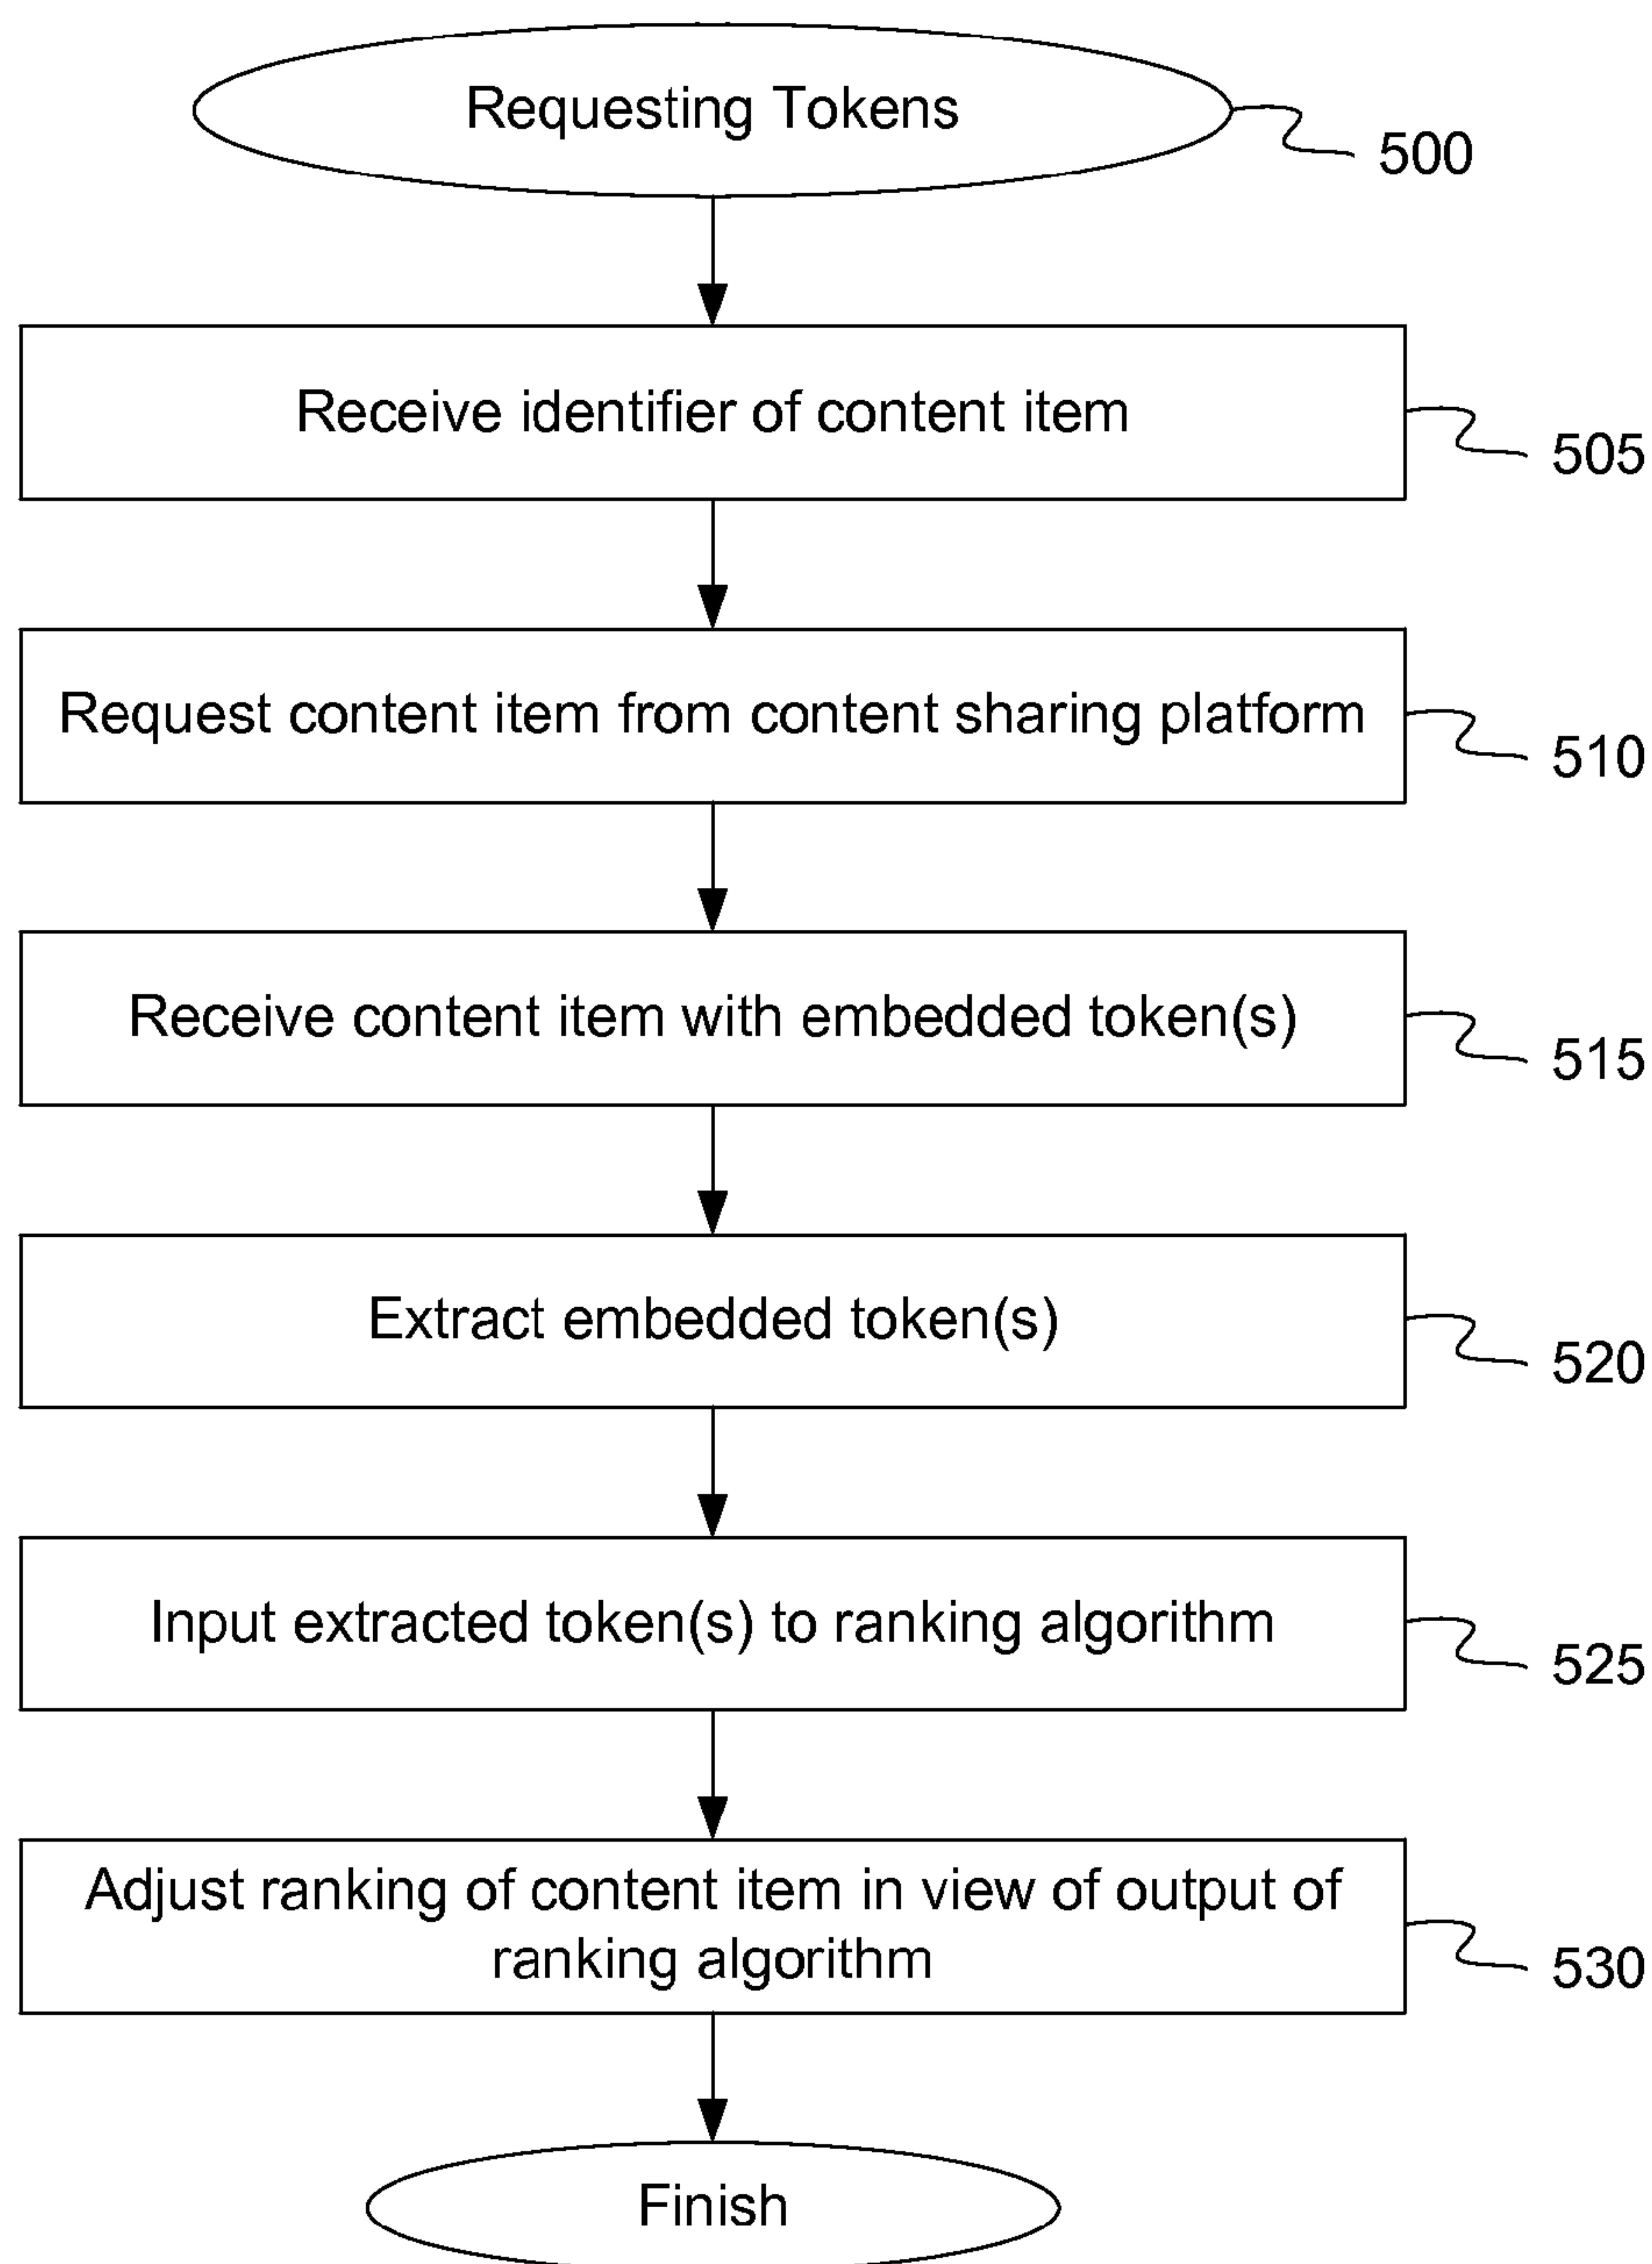 Requesting Tokens
500
Receive identifier of content item
505
Request content item from content sharing platform
510
Receive content item with embedded token(s)
515
Extract embedded token(s)
520
Input extracted token(s) to ranking algorithm
525
Adjust ranking of content item in view of output of
ranking algorithm
530
Finish